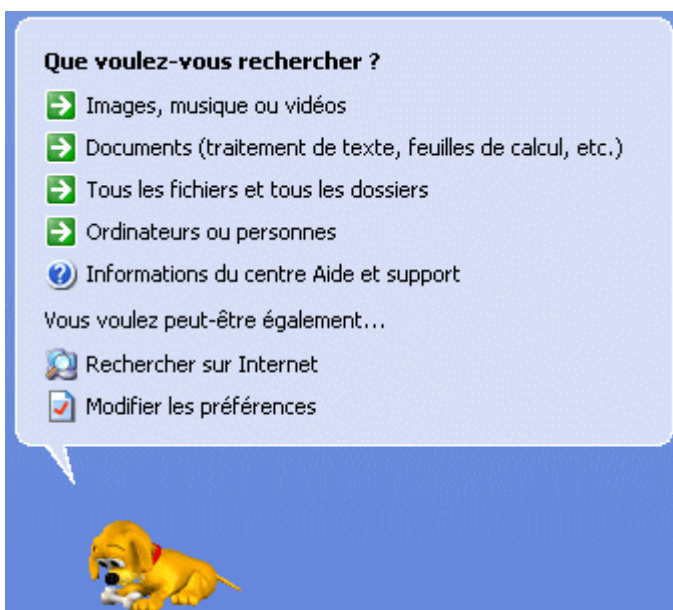 Que voulez-vous rechercher ?
Images, musique ou vidéos
Documents (traitement de texte, feuilles de calcul, etc.)
Tous les fichiers et tous les dossiers
Ordinateurs ou personnes
Informations du centre Aide et support
Vous voulez peut-être également...
Rechercher sur Internet
Modifier les préférences